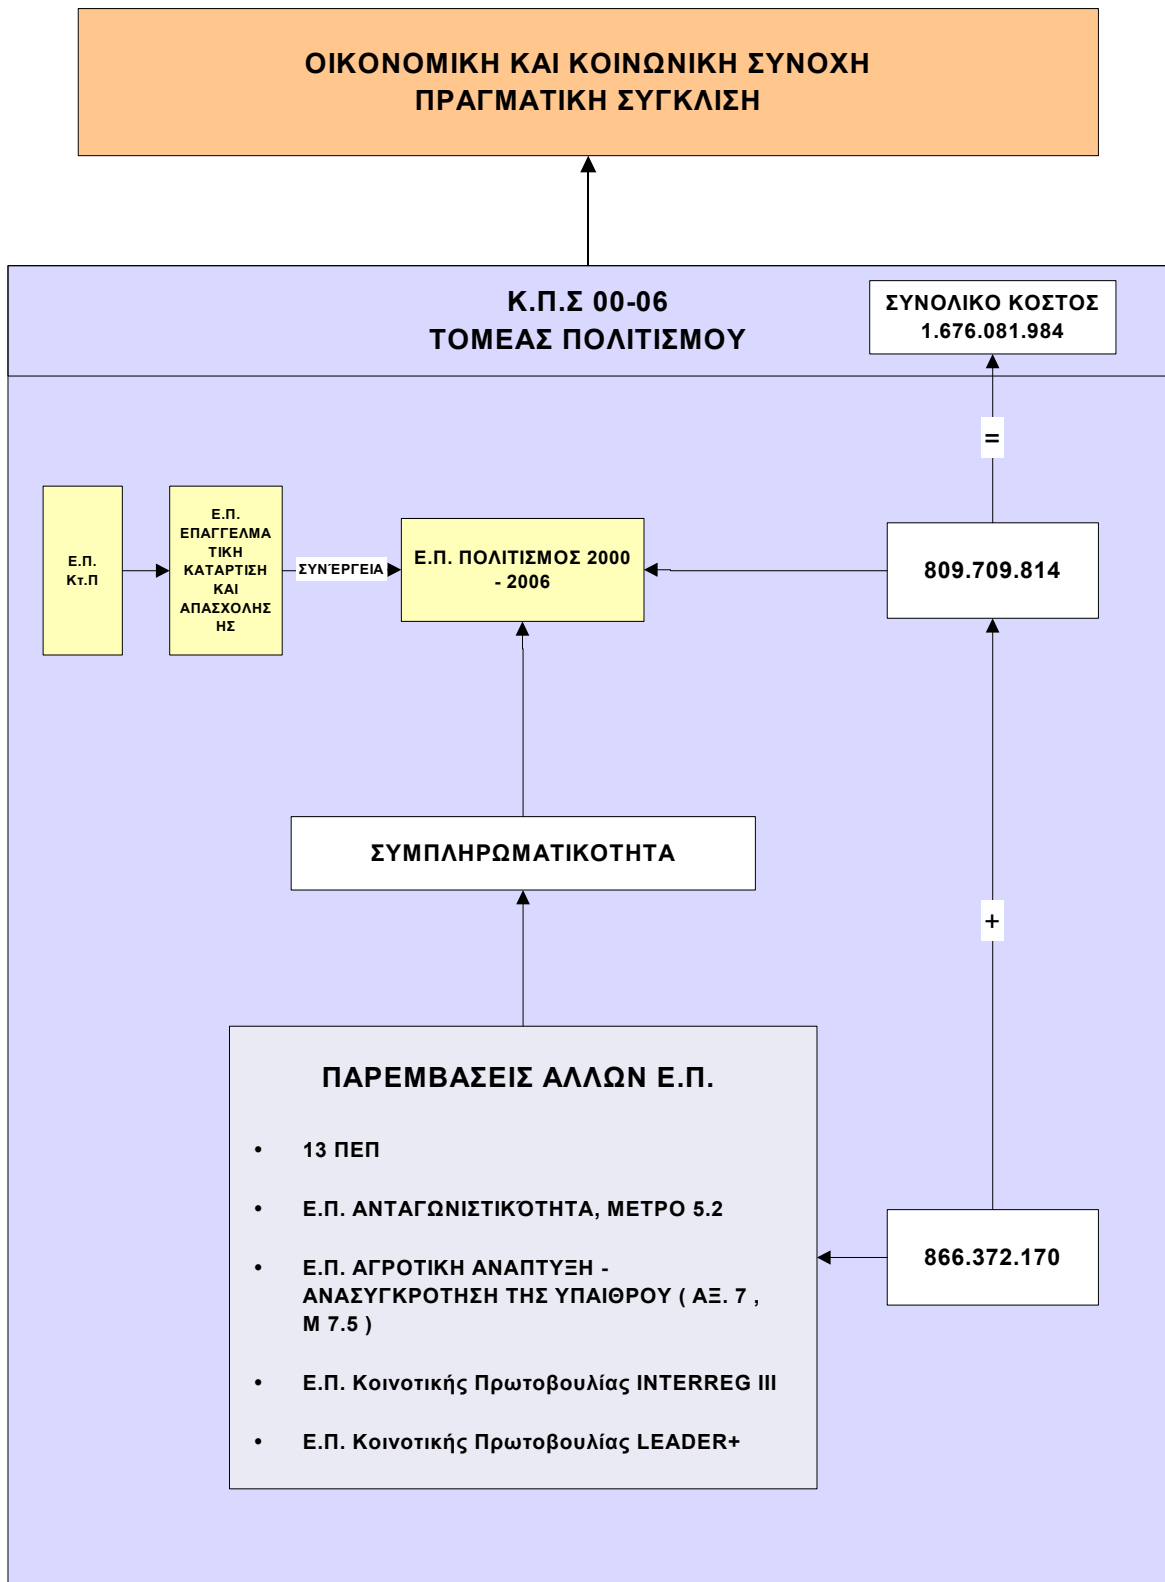 ΟΙΚΟΝΟΜΙΚΗ ΚΑΙ ΚΟΙΝΩΝΙΚΗ ΣΥΝΟΧΗ
ΠΡΑΓΜΑΤΙΚΗ ΣΥΓΚΛΙΣΗ
Κ.Π.Σ 00-06
ΤΟΜΕΑΣ ΠΟΛΙΤΙΣΜΟΥ
ΣΥΝΟΛΙΚΟ ΚΟΣΤΟΣ
1.676.081.984
=
Ε.Π.
Κτ.Π
Ε.Π.
ΕΠΑΓΓΕΛΜΑ
ΤΙΚΗ
ΚΑΤΑΡΤΙΣΗ
ΚΑΙ
ΑΠΑΣΧΟΛΗΣ
ΗΣ
ΣΥΝΈΡΓΕΙΑ
Ε.Π. ΠΟΛΙΤΙΣΜΟΣ 2000
- 2006
809.709.814
ΣΥΜΠΛΗΡΩΜΑΤΙΚΟΤΗΤΑ
+
ΠΑΡΕΜΒΑΣΕΙΣ ΑΛΛΩΝ Ε.Π.
• 13 ΠΕΠ
• Ε.Π. ΑΝΤΑΓΩΝΙΣΤΙΚΌΤΗΤΑ, ΜΕΤΡΟ 5.2
• Ε.Π. ΑΓΡΟΤΙΚΗ ΑΝΑΠΤΥΞΗ -
ΑΝΑΣΥΓΚΡΟΤΗΣΗ ΤΗΣ ΥΠΑΙΘΡΟΥ ( ΑΞ. 7 ,
Μ 7.5 )
• Ε.Π. Κοινοτικής Πρωτοβουλίας INTERREG III
• Ε.Π. Κοινοτικής Πρωτοβουλίας LEADER+
866.372.170